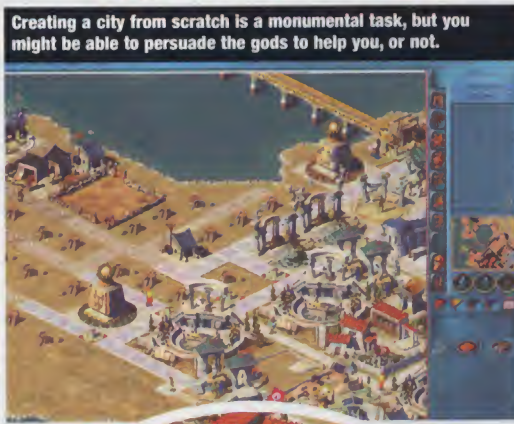 Creating a city from scratch is a monumental task, but you
might be able to persuade the gods to help you, or not.